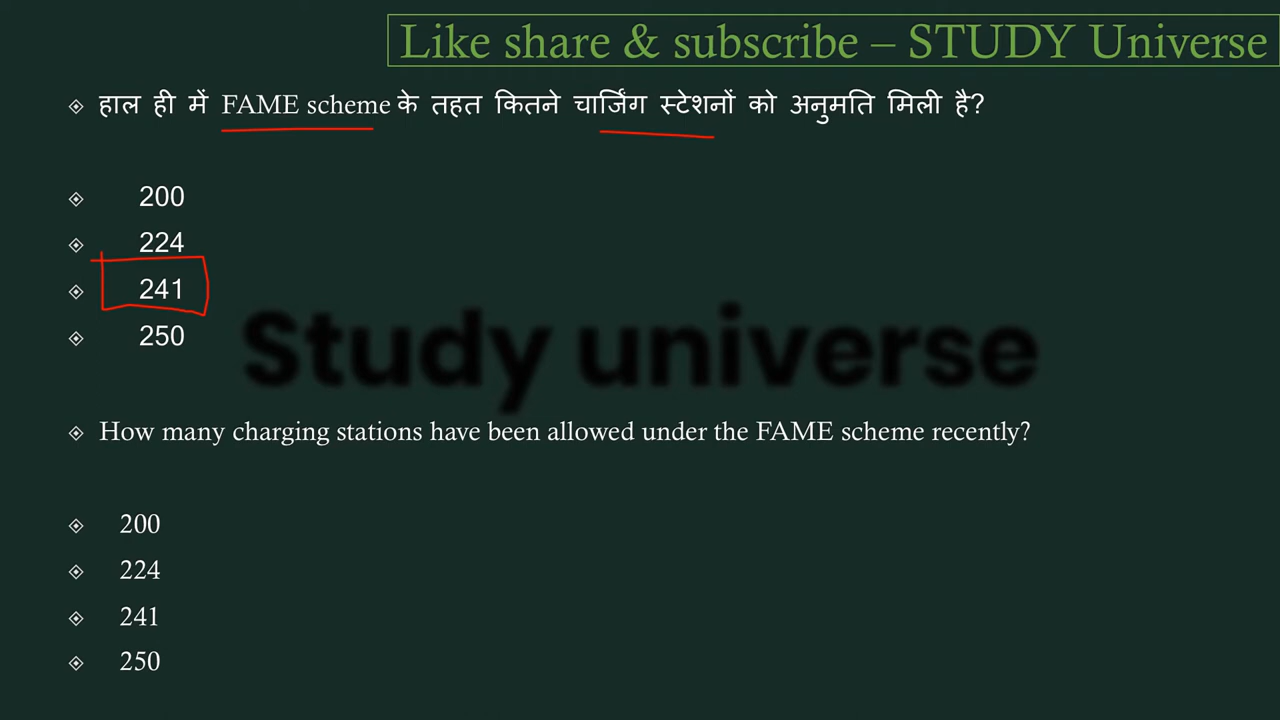 Like share & subscribe – STUDY Universe
हाल ही में FAME scheme के तहत कितने चार्जिंग स्टेशनों को अनुमति मिली है?
200
224
241
250
Study universe
How many charging stations have been allowed under the FAME scheme recently?
200
224
241
250